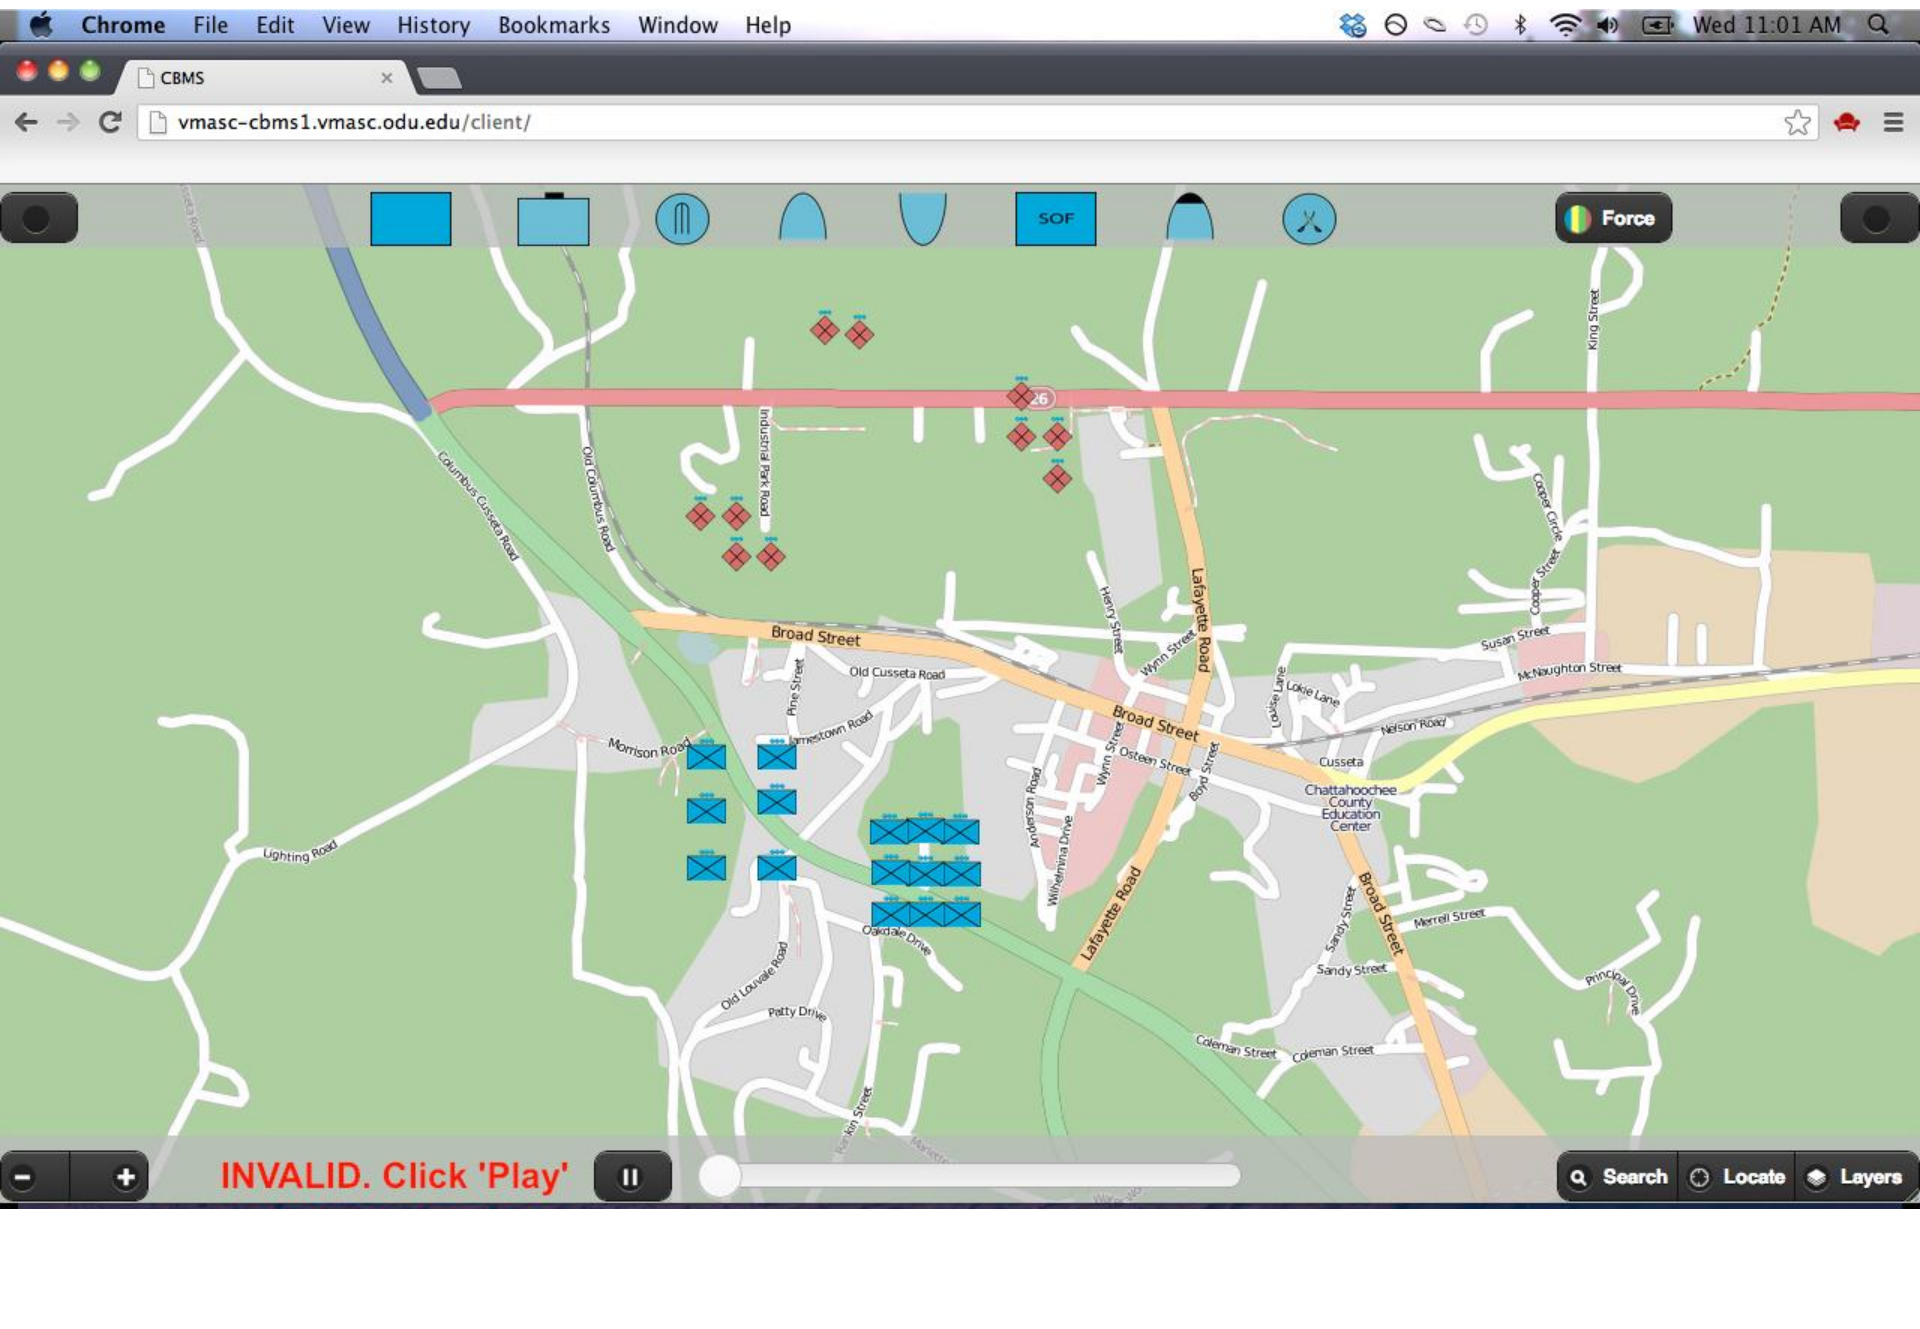 Chrome File Edit View History Bookmarks Window Help Wed 11:01 AM
CBMS
vmasc-cbms1.vmasc.odu.edu/client/
SOF
Force
King Street
26
Industrial Park Road
Columbus Cusseta Road
Old Columbus Road
Cooper Circle
Cooper Street
Lafayette Road
Henry Street
Broad Street
Wynn Street
Susan Street
Old Cusseta Road
McNaughton Street
Pine Street
Louise Lane
Lokie Lane
Jamestown Road
Broad Street
Nelson Road
Morrison Road
Wynn Street
Osteen Street
Boyd Street
Cusseta
Chattahoochee
County
Education
Center
Anderson Road
Wilhelmina Drive
Lighting Road
Lafayette Road
Broad Street
Sandy Street
Merrell Street
Oakdale Drive
Sandy Street
Principal Drive
Old Louvale Road
Patty Drive
Coleman Street
Coleman Street
INVALID. Click 'Play'
Search
Locate
Layers